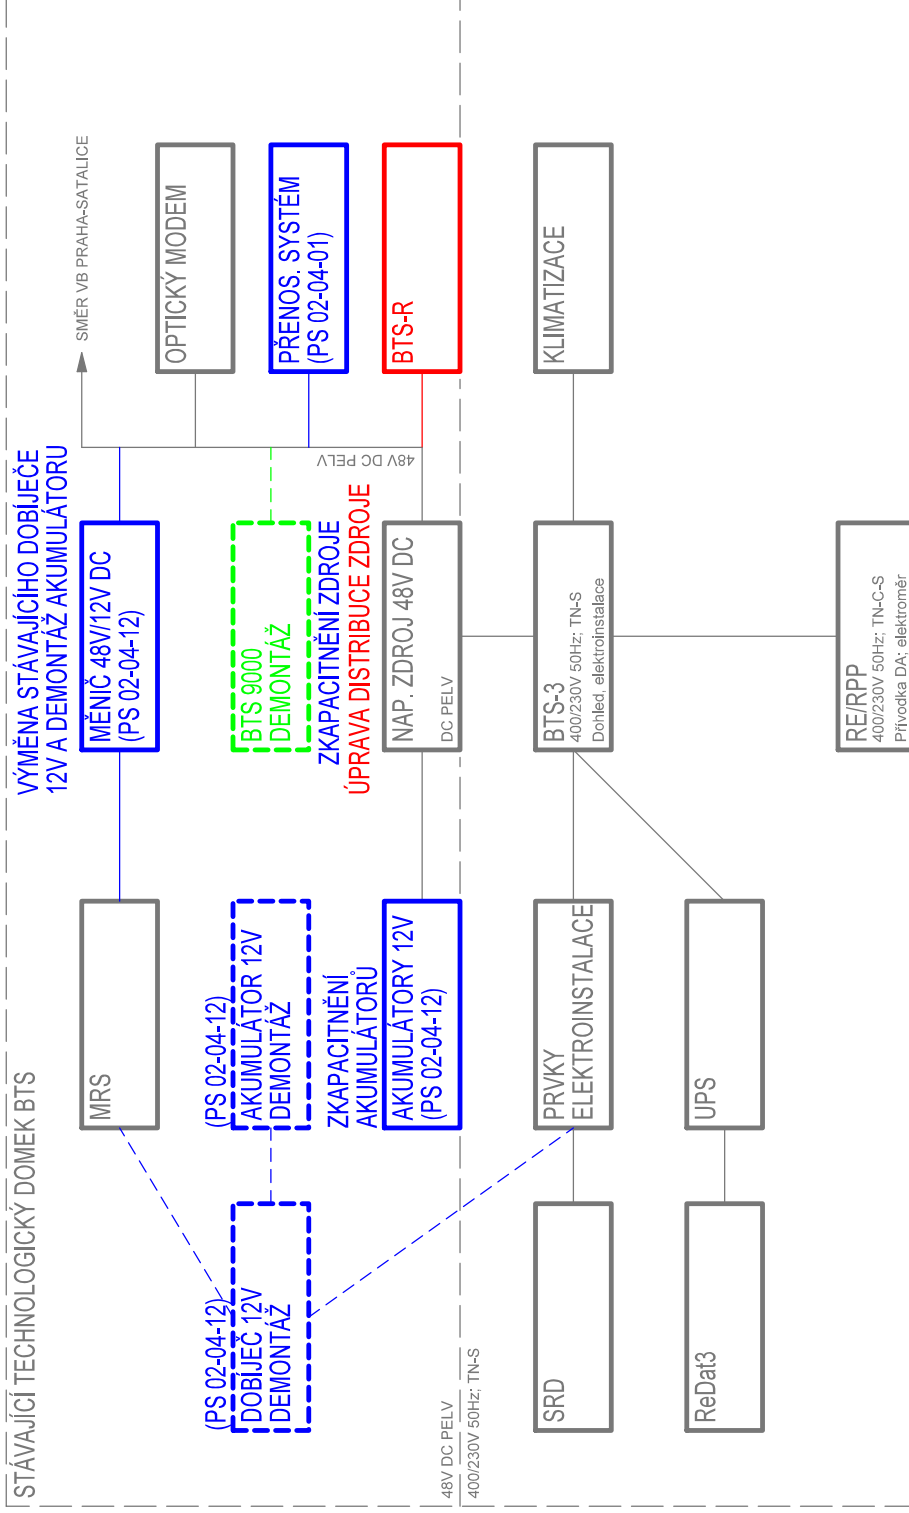 STÁVAJÍCÍ TECHNOLOGICKÝ DOMEK BTS
VÝMĚNA STÁVAJÍCÍHO DOBÍJEČE
12V A DEMONTÁŽ AKUMULÁTORU
SMĚR VB PRAHA-SATALICE
MRS
MĚNIČ 48V/12V DC
(PS 02-04-12)
OPTICKÝ MODEM
(PS 02-04-12)
DOBÍJEČ 12V
DEMONTÁŽ
(PS 02-04-12)
AKUMULÁTOR 12V
DEMONTÁŽ
BTS 9000
DEMONTÁŽ
PŘENOS. SYSTÉM
(PS 02-04-01)
ZKAPACITNĚNÍ
AKUMULÁTORŮ
ZKAPACITNĚNÍ ZDROJE
ÚPRAVA DISTRIBUCE ZDROJE
48V DC PELV
AKUMULÁTORY 12V
(PS 02-04-12)
NAP. ZDROJ 48V DC
DC PELV
BTS-R
48V DC PELV
400/230V 50Hz; TN-S
SRD
PRVKY
ELEKTROINSTALACE
BTS-3
400/230V 50Hz; TN-S
Dohled, elektroinstalace
KLIMATIZACE
ReDat3
UPS
RE/RPP
400/230V 50Hz; TN-C-S
Přívodka DA; elektroměr